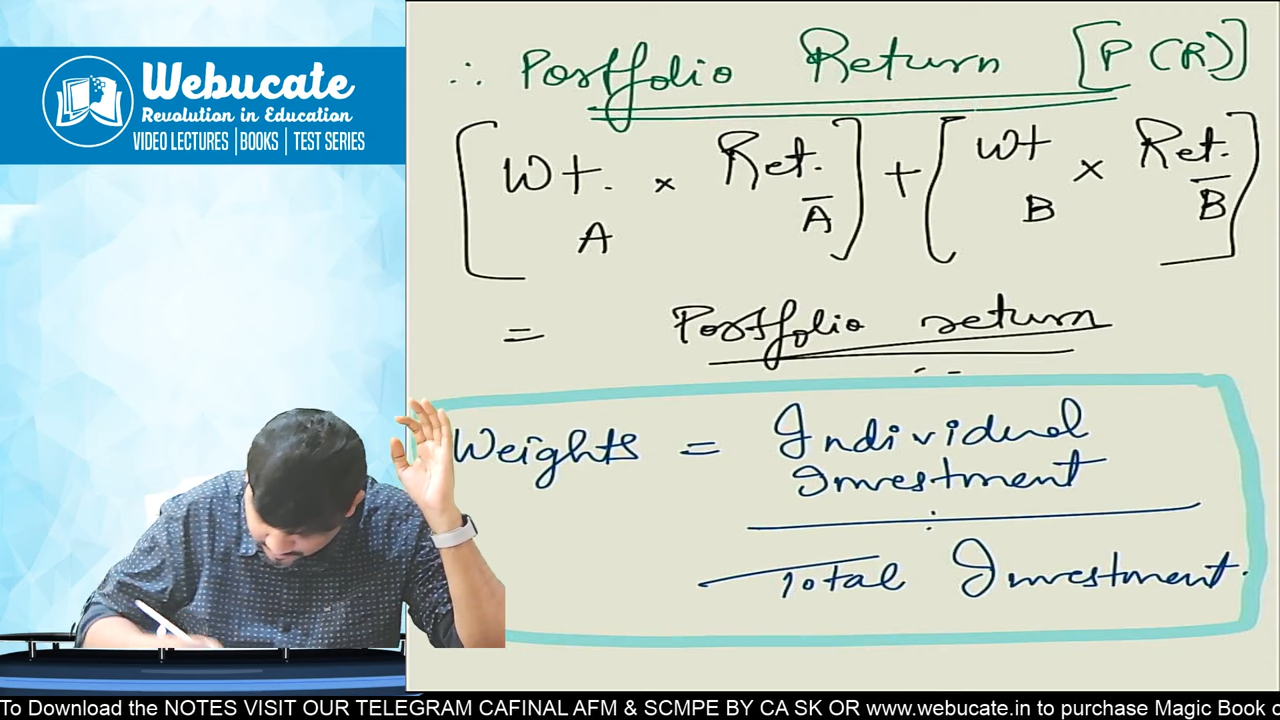 Webucate
Revolution in Education
VIDEO LECTURES | BOOKS | TEST SERIES
∴ Portfolio Return [P(R)]
[Wt. A × Ret. A] + [Wt B × Ret. B]
= Portfolio return
Weights = Individual
Investment
Total Investment.
To Download the NOTES VISIT OUR TELEGRAM CAFINAL AFM & SCMPE BY CA SK OR www.webucate.in to purchase Magic Book